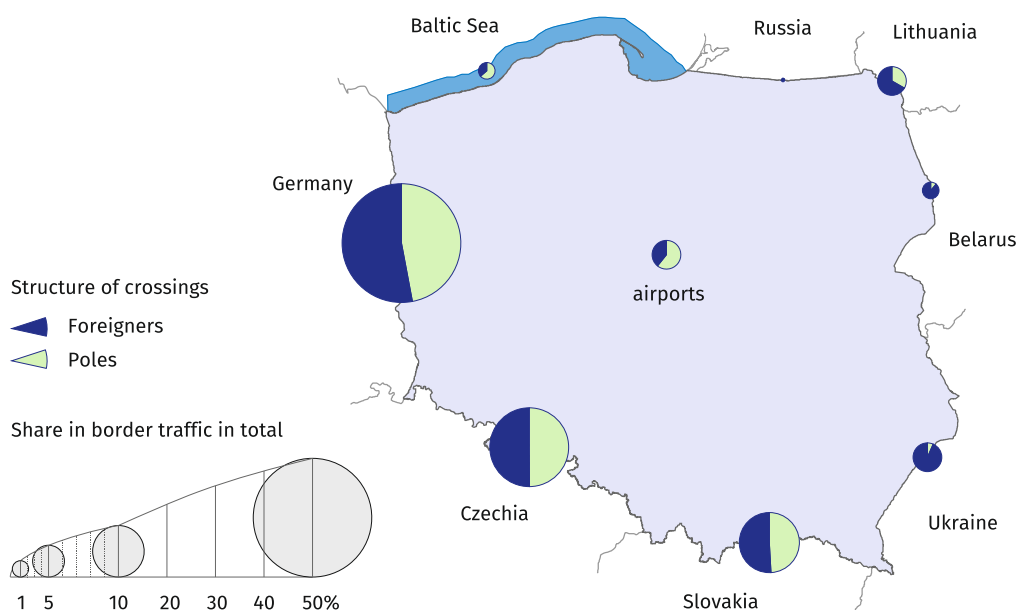 Baltic Sea
Russia
Lithuania
Germany
Belarus
airports
Structure of crossings
Foreigners
Poles
Share in border traffic in total
Czechia
Ukraine
Slovakia
1 5 10 20 30 40 50%